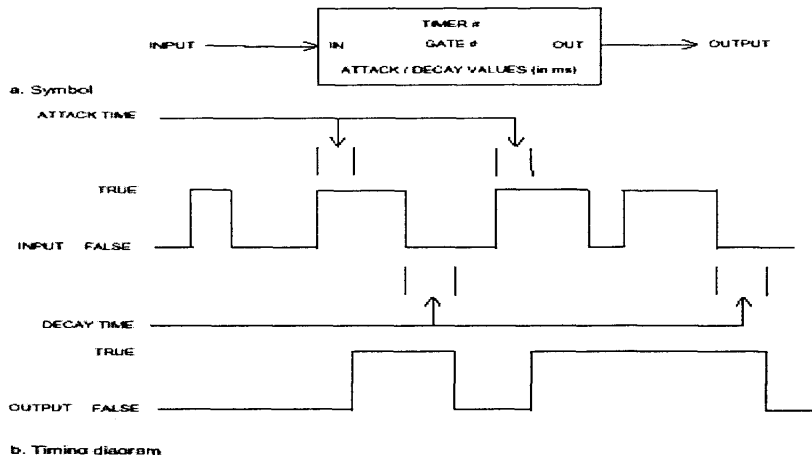 TIMER #
INPUT IN GATE # OUT OUTPUT
ATTACK / DECAY VALUES (in ms)
a. Symbol
ATTACK TIME
TRUE
INPUT FALSE
DECAY TIME
TRUE
OUTPUT FALSE
b. Timing diagram